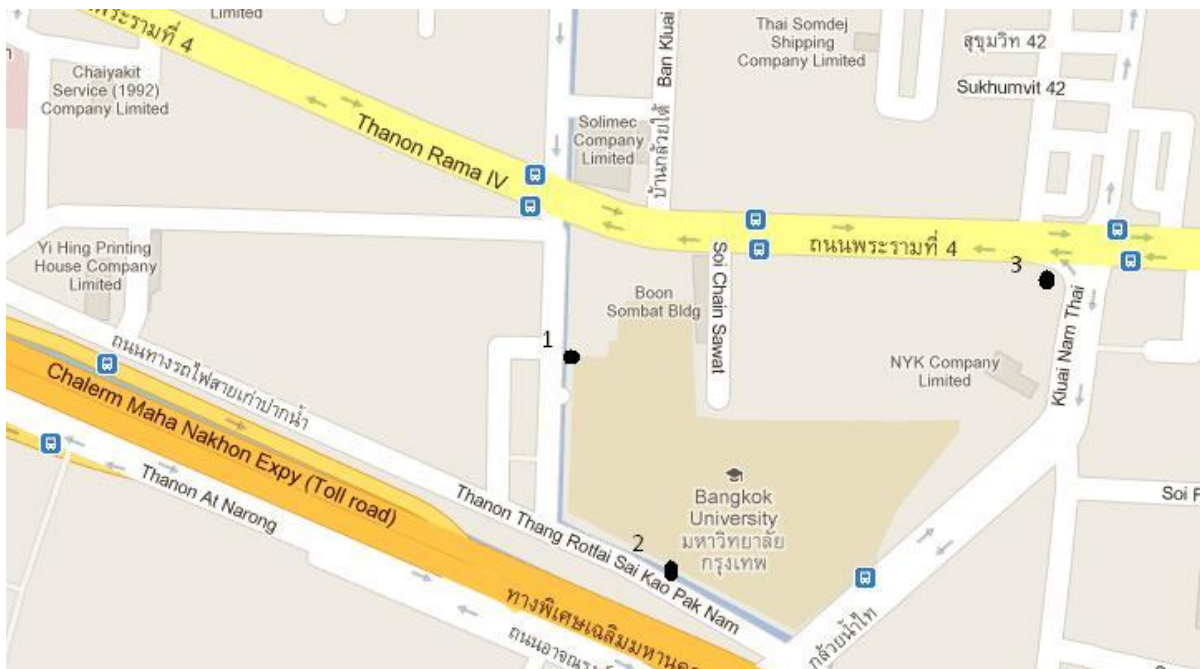 พระรามที่ 4
Limited
Chaiyakit
Service (1992)
Company Limited
Thanon Rama IV
Solimec
Company
Limited
Ban Kluai
บ้านกล้วยใต้
Thai Somdej
Shipping
Company Limited
สุขุมวิท 42
Sukhumvit 42
ถนนพระรามที่ 4
Yi Hing Printing
House Company
Limited
Boon
Sombat Bldg
Soi Chain Sawat
3
Kluai Nam Thai
1
NYK Company
Limited
ถนนทางรถไฟสายเก่าปากน้ำ
Chalerm Maha Nakhon Expy (Toll road)
Thanon At Narong
Thanon Thang Rotfai Sai Kao Pak Nam
Bangkok
University
มหาวิทยาลัย
กรุงเทพ
Soi
2
กล้วยน้ำไท
ทางพิเศษเฉลิมมหานคร
ถนนอาจณรงค์